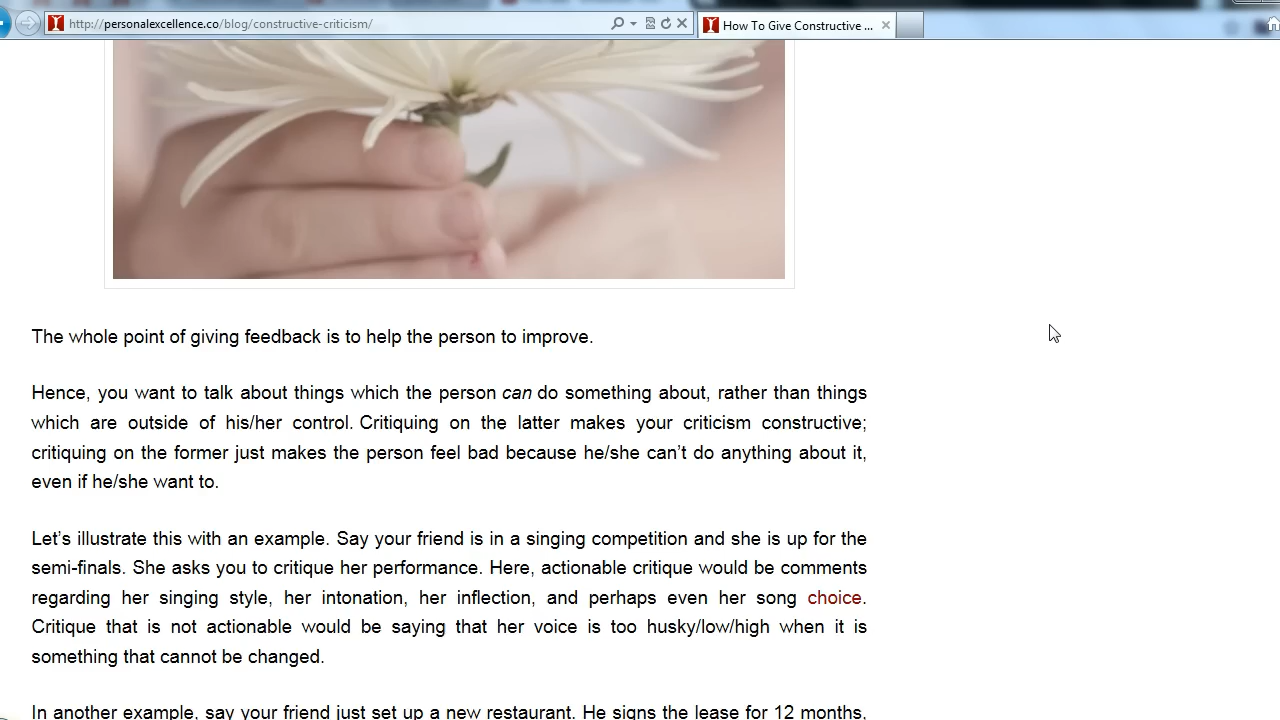 http://personalexcellence.co/blog/constructive-criticism/
How To Give Constructive ...
The whole point of giving feedback is to help the person to improve.
Hence, you want to talk about things which the person can do something about, rather than things
which are outside of his/her control. Critiquing on the latter makes your criticism constructive;
critiquing on the former just makes the person feel bad because he/she can’t do anything about it,
even if he/she want to.
Let’s illustrate this with an example. Say your friend is in a singing competition and she is up for the
semi-finals. She asks you to critique her performance. Here, actionable critique would be comments
regarding her singing style, her intonation, her inflection, and perhaps even her song choice.
Critique that is not actionable would be saying that her voice is too husky/low/high when it is
something that cannot be changed.
In another example, say your friend just set up a new restaurant. He signs the lease for 12 months,